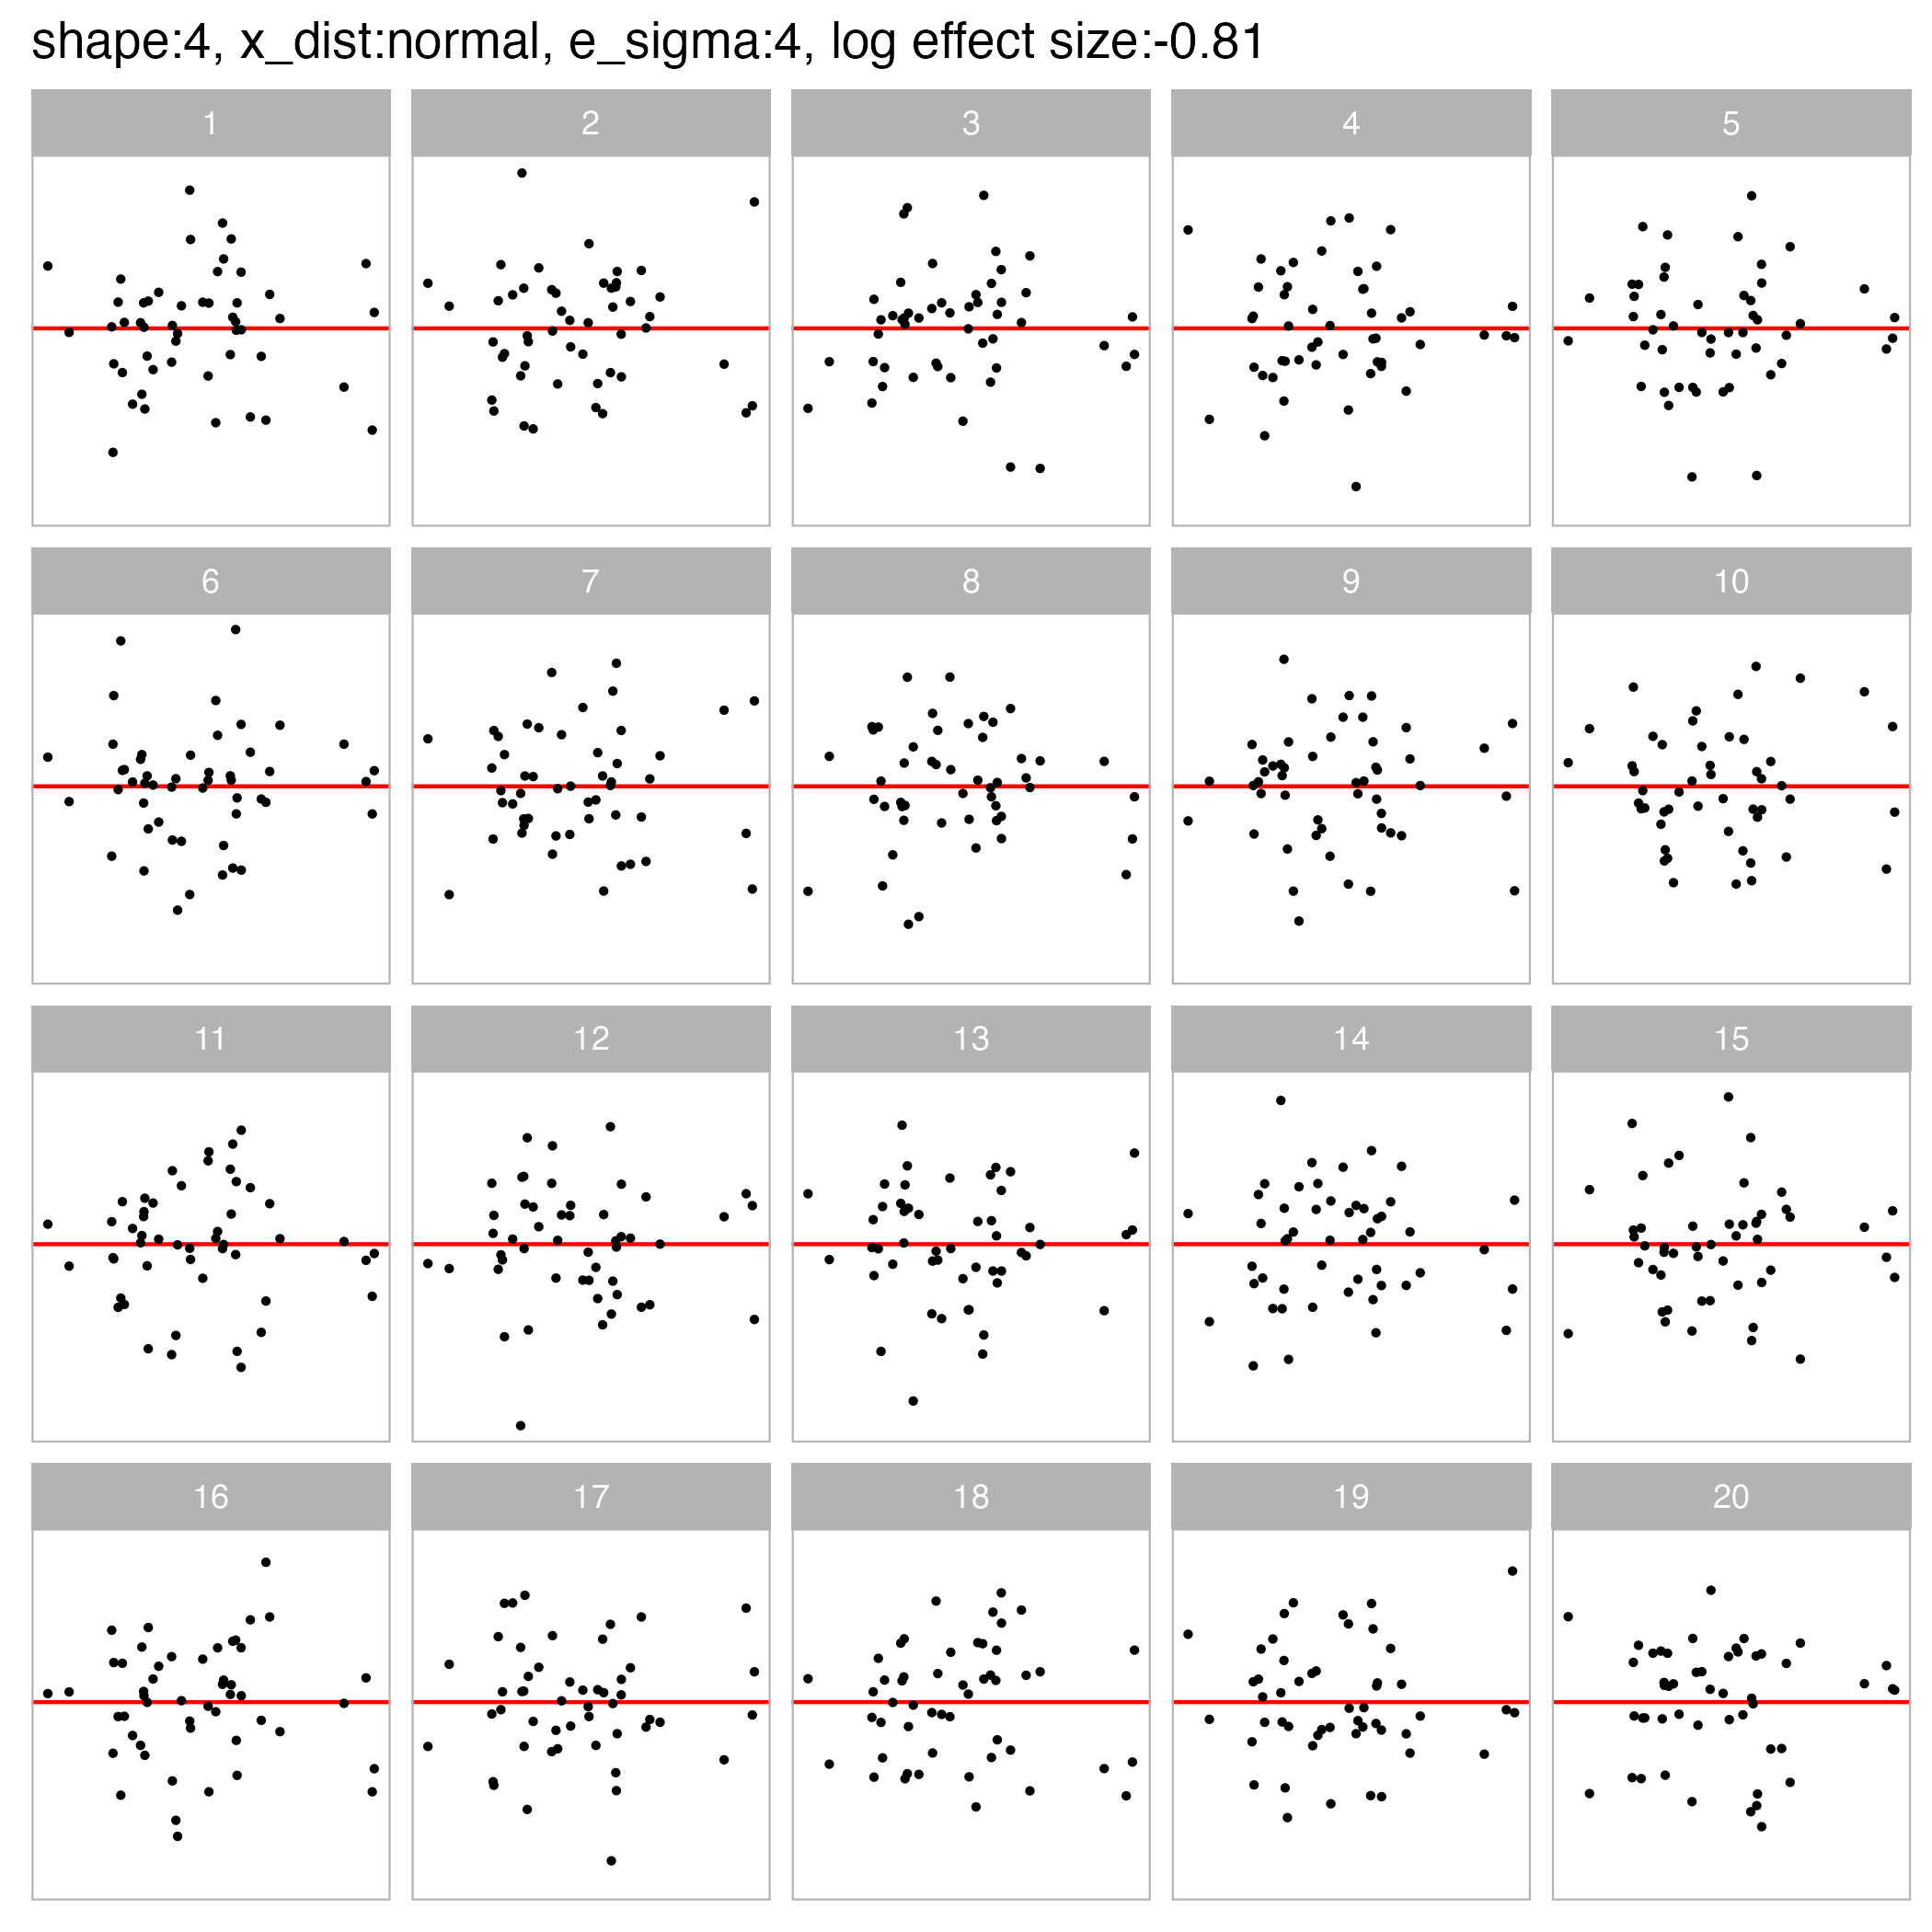 shape:4, x_dist:normal, e_sigma:4, log effect size:-0.81
1 2 3 4 5
6 7 8 9 10
11 12 13 14 15
16 17 18 19 20